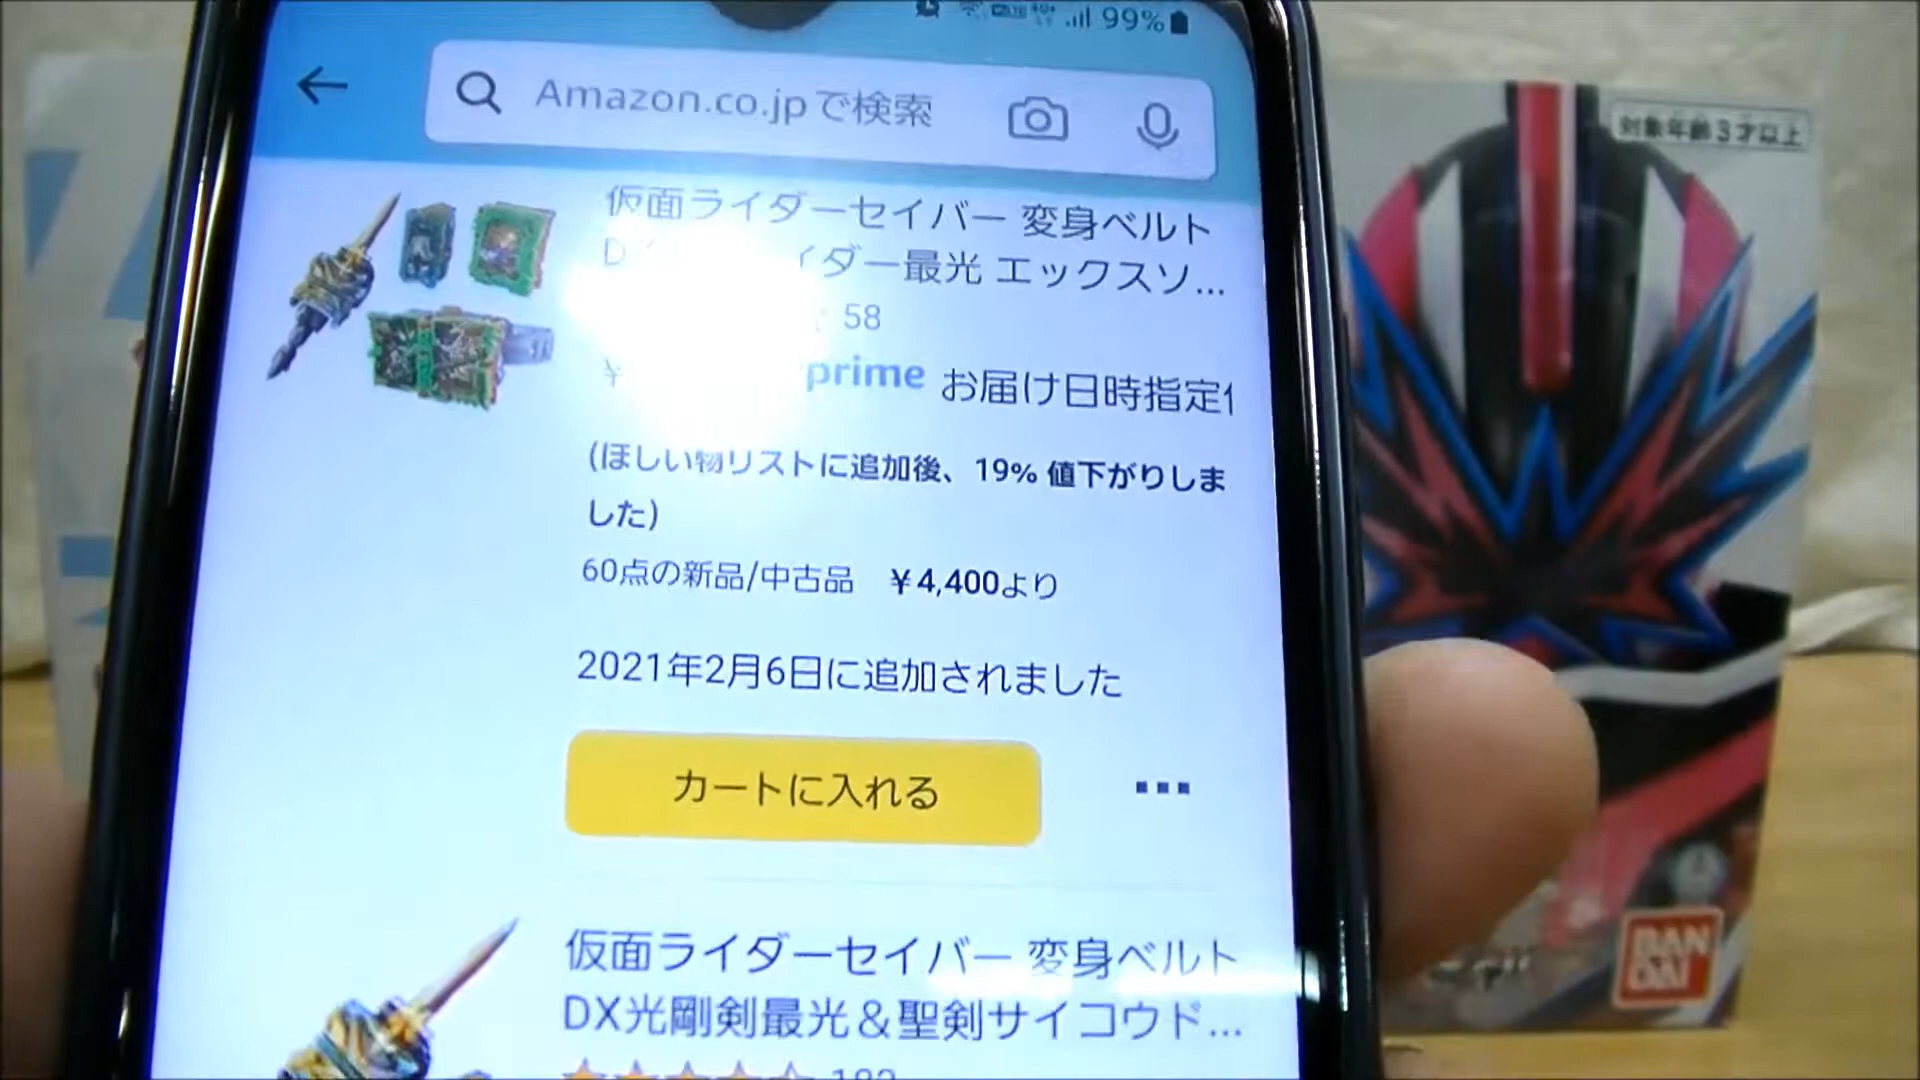 99%
Amazon.co.jpで検索
対象年齢3才以上
仮面ライダーセイバー 変身ベルト
イダー最光 エックスソ...
58
prime お届け日時指定
(ほしい物リストに追加後、19% 値下がりしま
した)
60点の新品/中古品 ￥4,400より
2021年2月6日に追加されました
カートに入れる
仮面ライダーセイバー 変身ベルト
DX光剛剣最光＆聖剣サイコウド...
BAN
DAI